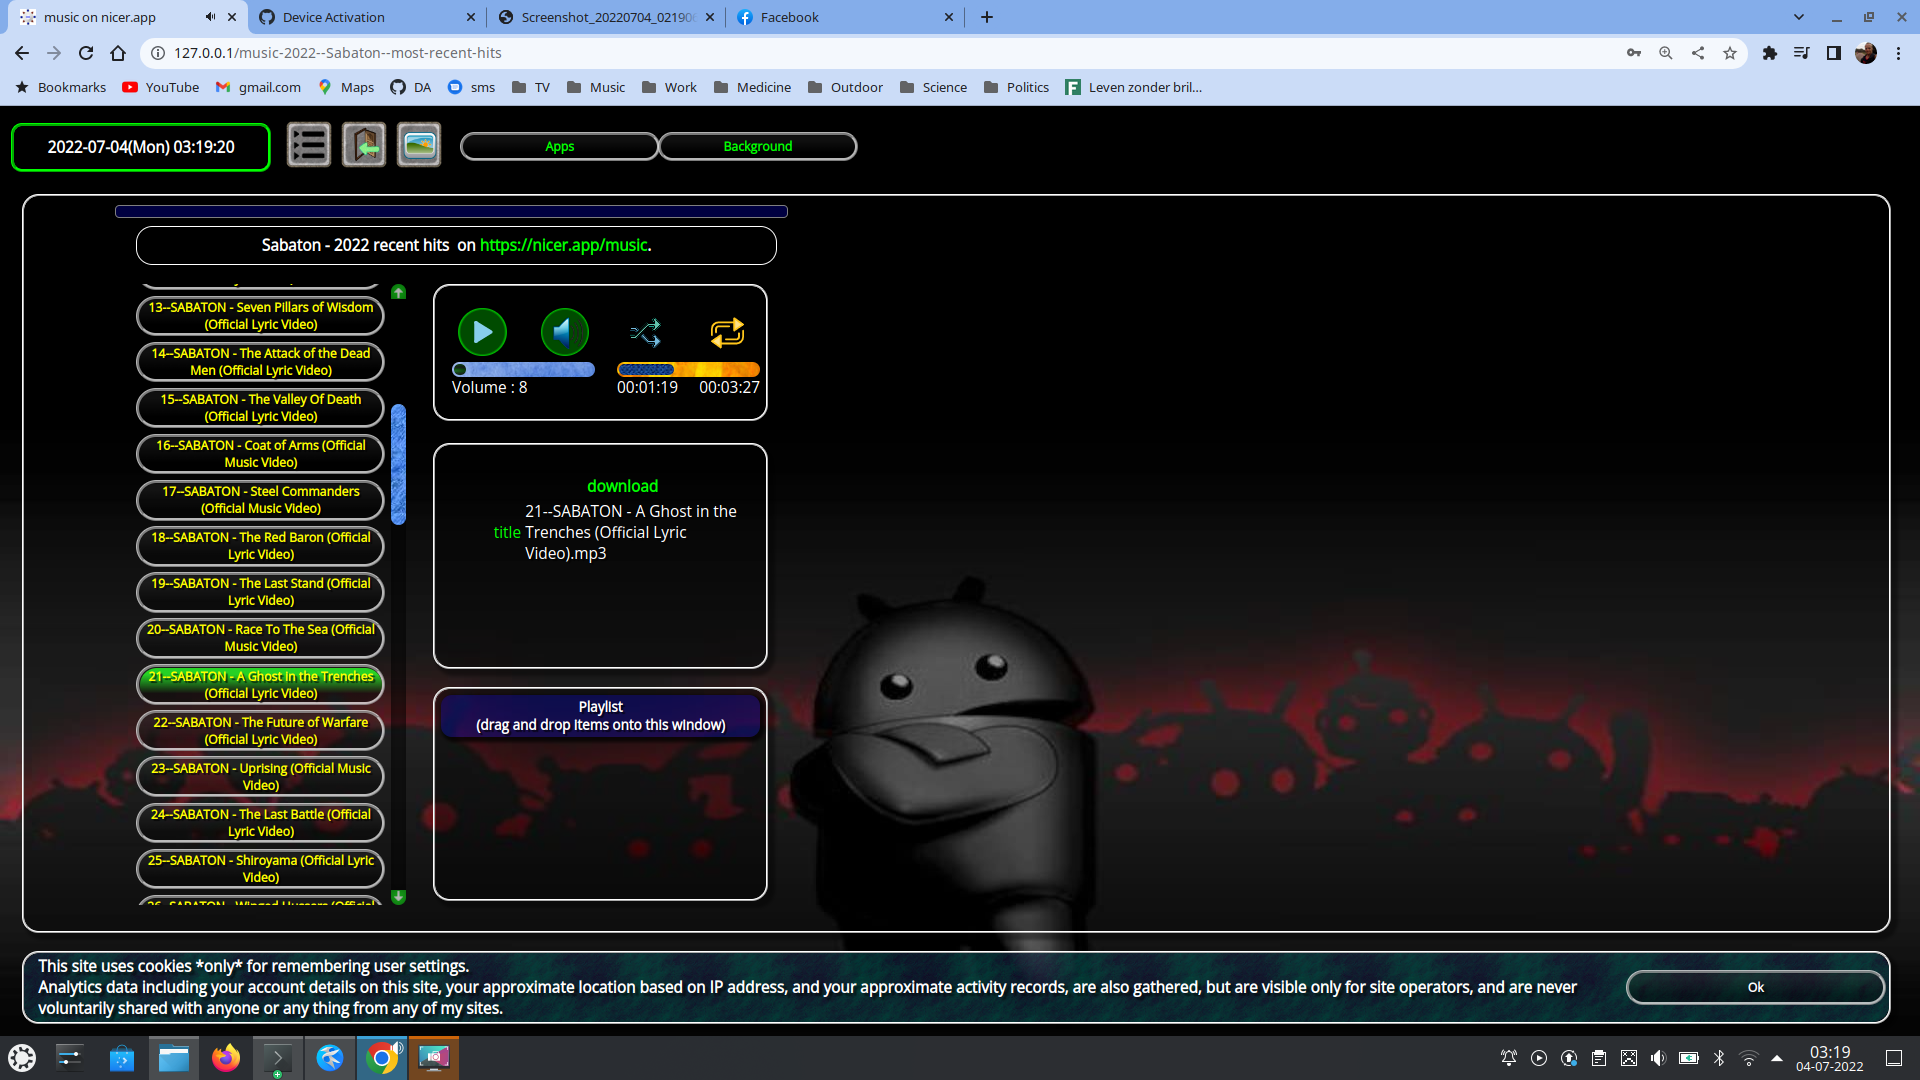 music on nicer.app
Device Activation
Screenshot_20220704_02190
Facebook
127.0.0.1/music-2022--Sabaton--most-recent-hits
Bookmarks
YouTube
gmail.com
Maps
DA
sms
TV
Music
Work
Medicine
Outdoor
Science
Politics
Leven zonder bril...
2022-07-04(Mon) 03:19:20
Apps
Background
Sabaton - 2022 recent hits on https://nicer.app/music.
13--SABATON - Seven Pillars of Wisdom
(Official Lyric Video)
14--SABATON - The Attack of the Dead
Men (Official Lyric Video)
15--SABATON - The Valley Of Death
(Official Lyric Video)
16--SABATON - Coat of Arms (Official
Music Video)
17--SABATON - Steel Commanders
(Official Music Video)
18--SABATON - The Red Baron (Official
Lyric Video)
19--SABATON - The Last Stand (Official
Lyric Video)
20--SABATON - Race To The Sea (Official
Music Video)
21--SABATON - A Ghost In the Trenches
(Official Lyric Video)
22--SABATON - The Future of Warfare
(Official Lyric Video)
23--SABATON - Uprising (Official Music
Video)
24--SABATON - The Last Battle (Official
Lyric Video)
25--SABATON - Shiroyama (Official Lyric
Video)
26--SABATON - Winged Hussars (Official
Volume : 8
00:01:19
00:03:27
download
title
21--SABATON - A Ghost in the
Trenches (Official Lyric
Video).mp3
Playlist
(drag and drop items onto this window)
This site uses cookies *only* for remembering user settings.
Analytics data including your account details on this site, your approximate location based on IP address, and your approximate activity records, are also gathered, but are visible only for site operators, and are never
voluntarily shared with anyone or any thing from any of my sites.
Ok
03:19
04-07-2022